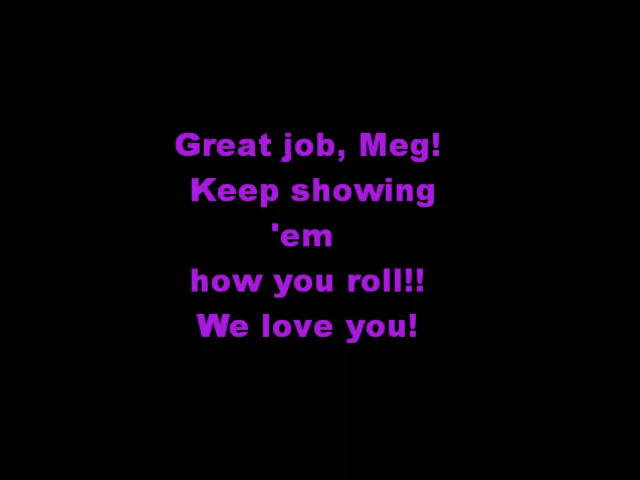 Great job, Meg!
Keep showing
'em
how you roll!!
We love you!